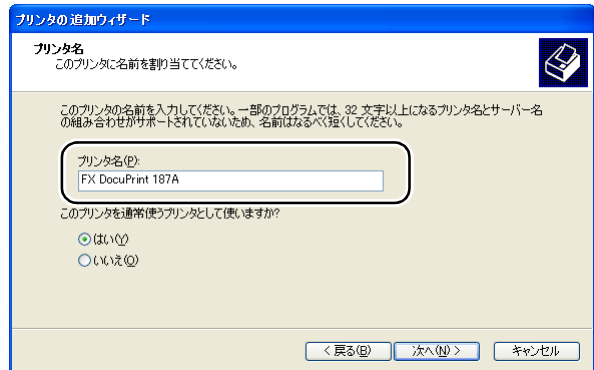 プリンタの追加ウィザード
プリンタ名
このプリンタに名前を割り当ててください。
このプリンタの名前を入力してください。一部のプログラムでは、32 文字以上になるプリンタ名とサーバー名
の組み合わせがサポートされていないため、名前はなるべく短くしてください。
プリンタ名(P):
FX DocuPrint 187A
このプリンタを通常使うプリンタとして使いますか?
はい(Y)
いいえ(O)
< 戻る(B)
次へ(N) >
キャンセル